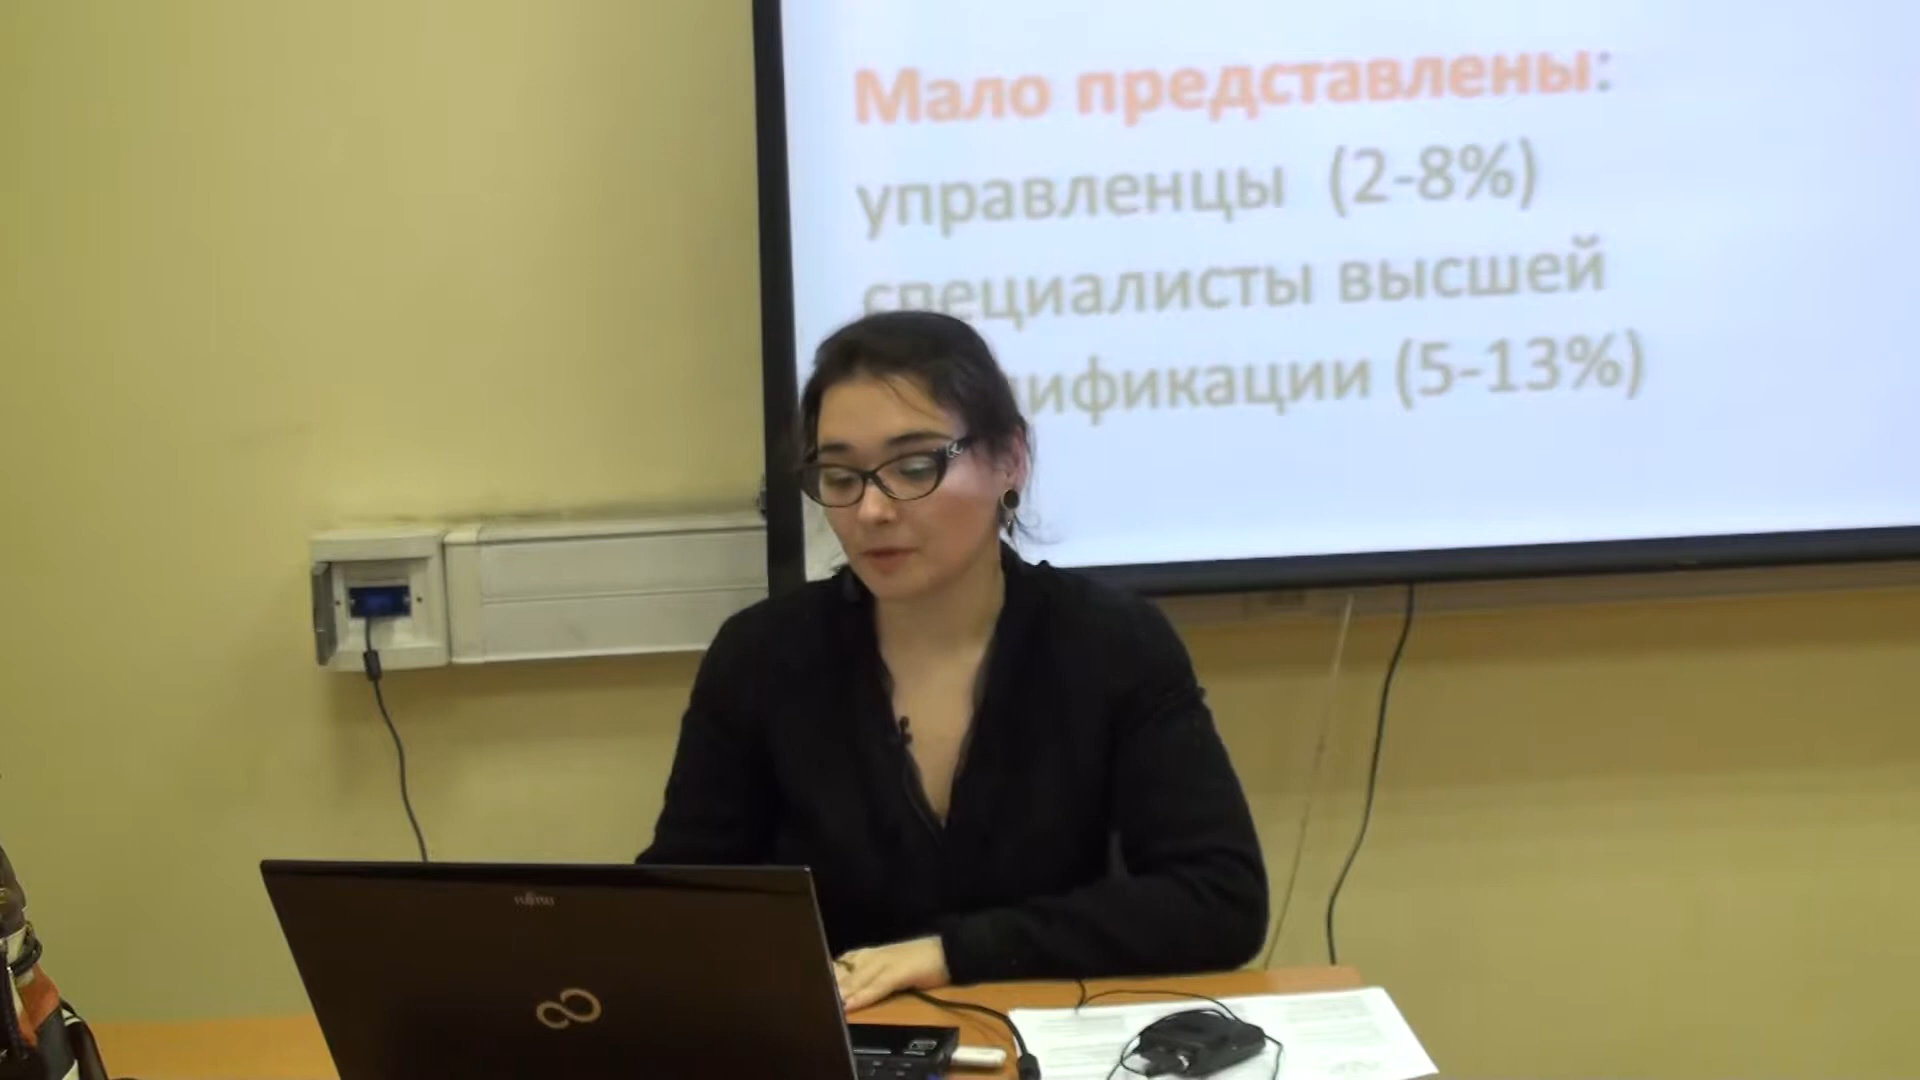 Мало представлены:
управленцы (2-8%)
специалисты высшей
ификации (5-13%)
FUJITSU